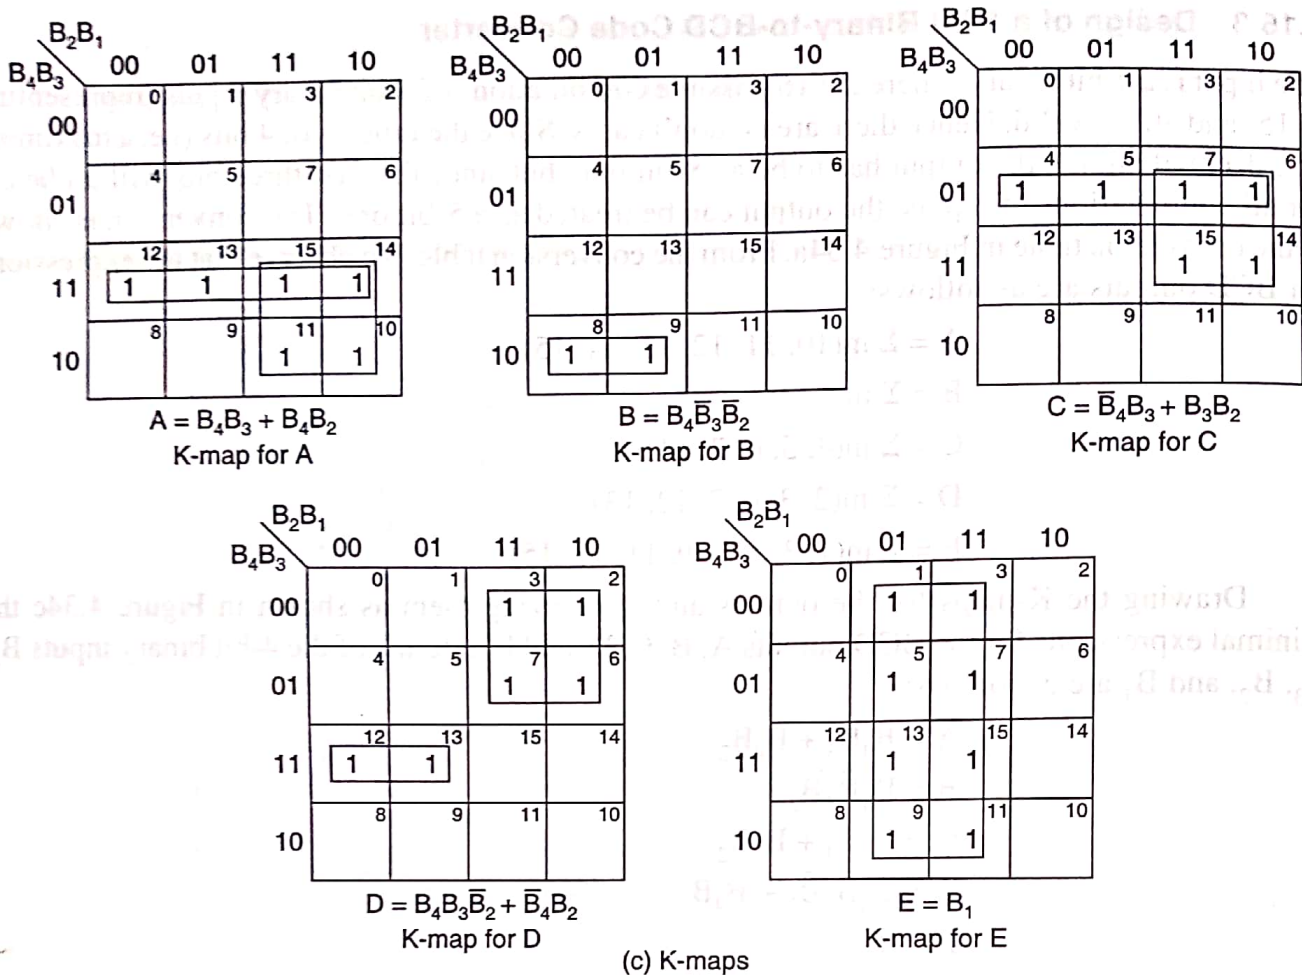 B₂B₁
B₄B₃ 00 01 11 10
00 0 1 3 2
01 4 5 7 6
11 12 13 15 14
1 1 1 1
10 8 9 11 10
1 1
A = B₄B₃ + B₄B₂
K-map for A
B₂B₁
B₄B₃ 00 01 11 10
00 0 1 3 2
01 4 5 7 6
11 12 13 15 14
10 8 9 11 10
1 1
B = B₄B̅₃B̅₂
K-map for B
B₂B₁
B₄B₃ 00 01 11 10
00 0 1 3 2
01 4 5 7 6
1 1 1 1
11 12 13 15 14
1 1
10 8 9 11 10
C = B̅₄B₃ + B₃B₂
K-map for C
B₂B₁
B₄B₃ 00 01 11 10
00 0 1 3 2
1 1
01 4 5 7 6
1 1
11 12 13 15 14
1 1
10 8 9 11 10
D = B₄B₃B̅₂ + B̅₄B₂
K-map for D
B₂B₁
B₄B₃ 00 01 11 10
00 0 1 3 2
1 1
01 4 5 7 6
1 1
11 12 13 15 14
1 1
10 8 9 11 10
1 1
E = B₁
K-map for E
(c) K-maps